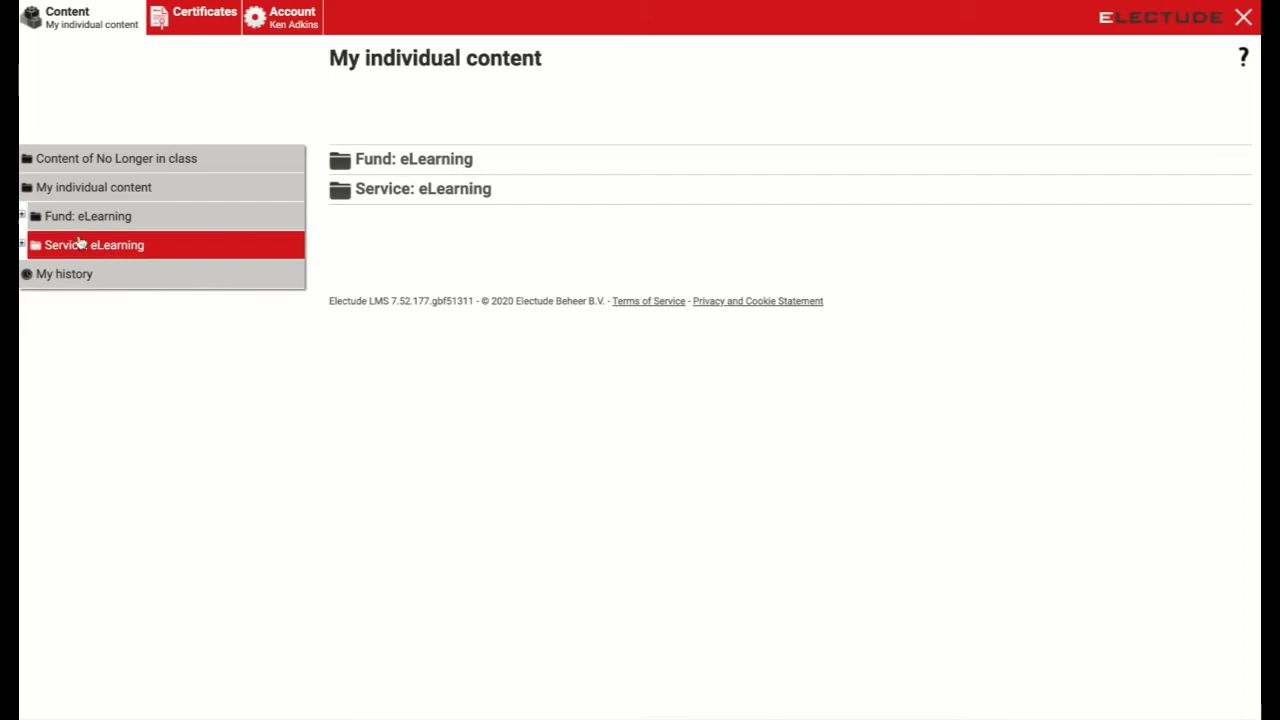 Content
My individual content
Certificates
Account
Ken Adkins
ELECTUDE
My individual content
?
Content of No Longer in class
My individual content
Fund: eLearning
Service: eLearning
My history
Fund: eLearning
Service: eLearning
Electude LMS 7.52.177.gbf51311 - © 2020 Electude Beheer B.V. - Terms of Service - Privacy and Cookie Statement